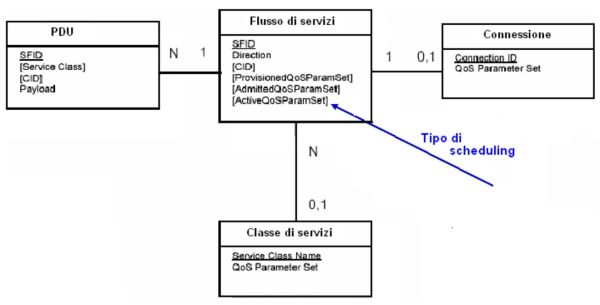 PDU
SFID
[Service Class]
[CID]
Payload
N
1
Flusso di servizi
SFID
Direction
[CID]
[ProvisionedQoSParamSet]
[AdmittedQoSParamSet]
[ActiveQoSParamSet]
1
0,1
Connessione
Connection ID
QoS Parameter Set
Tipo di
scheduling
N
0,1
Classe di servizi
Service Class Name
QoS Parameter Set